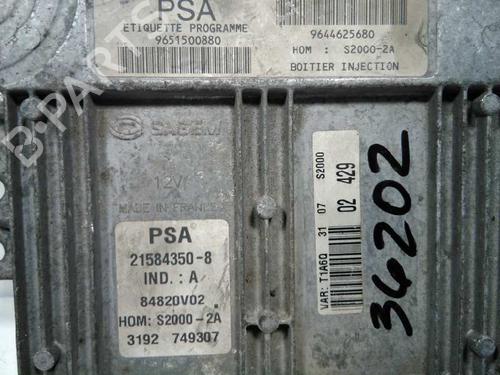 PSA
ETIQUETTE PROGRAMME
9651500880
9644625680
HOM : S2000-2A
BOITIER INJECTION
SAGEM
12V
MADE IN FRANCE
PSA
21584350-8
IND.: A
84820V02
HOM: S2000-2A
3192 749307
VAR: T1A6Q 31 07 S2000
02 429
36202
B-PARTS